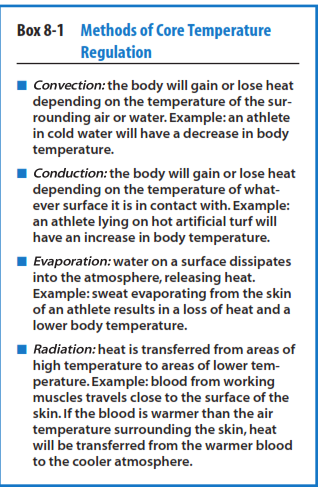 Box 8-1 Methods of Core Temperature
Regulation
■ Convection: the body will gain or lose heat
depending on the temperature of the sur-
rounding air or water. Example: an athlete
in cold water will have a decrease in body
temperature.
■ Conduction: the body will gain or lose heat
depending on the temperature of what-
ever surface it is in contact with. Example:
an athlete lying on hot artificial turf will
have an increase in body temperature.
■ Evaporation: water on a surface dissipates
into the atmosphere, releasing heat.
Example: sweat evaporating from the skin
of an athlete results in a loss of heat and a
lower body temperature.
■ Radiation: heat is transferred from areas of
high temperature to areas of lower tem-
perature. Example: blood from working
muscles travels close to the surface of the
skin. If the blood is warmer than the air
temperature surrounding the skin, heat
will be transferred from the warmer blood
to the cooler atmosphere.